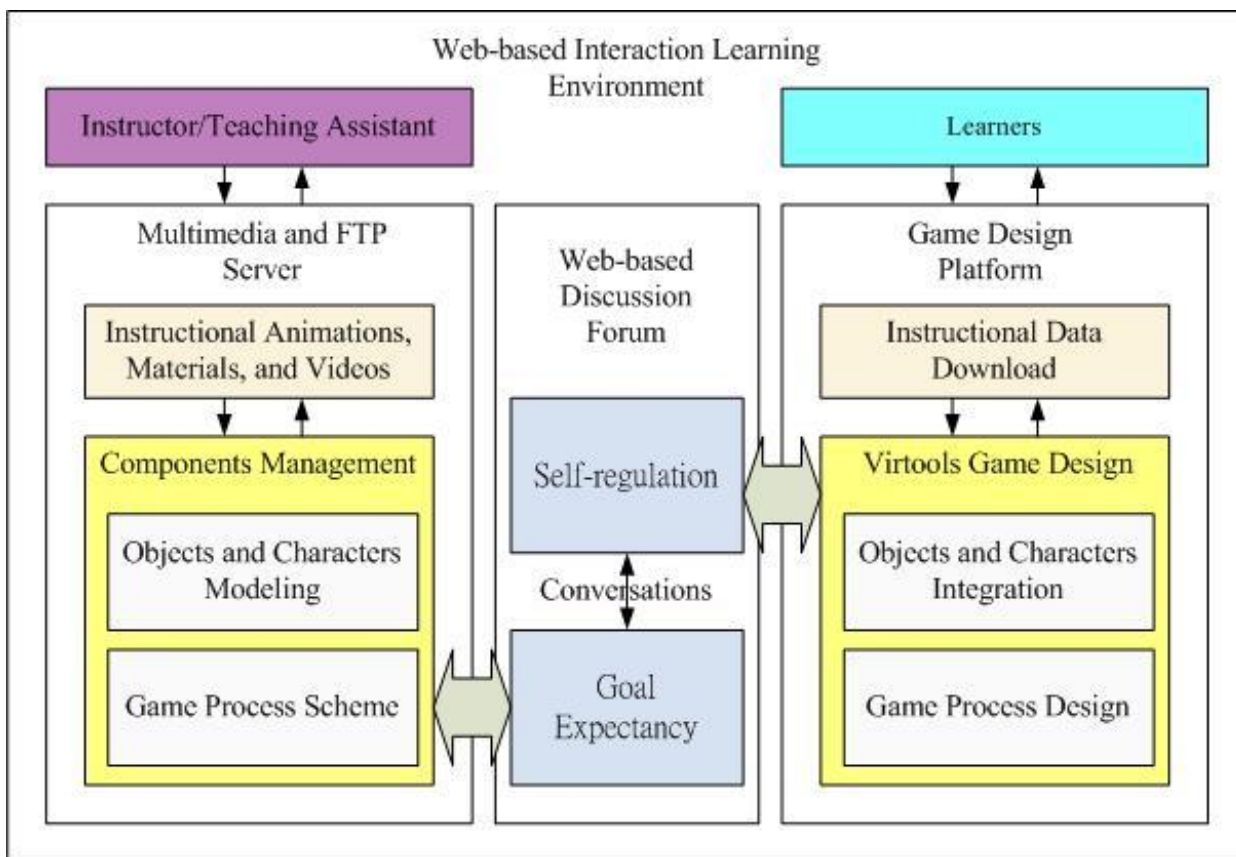 Web-based Interaction Learning
Environment
Instructor/Teaching Assistant
Learners
Multimedia and FTP
Server
Instructional Animations,
Materials, and Videos
Components Management
Objects and Characters
Modeling
Game Process Scheme
Web-based
Discussion
Forum
Self-regulation
Conversations
Goal
Expectancy
Game Design
Platform
Instructional Data
Download
Virtools Game Design
Objects and Characters
Integration
Game Process Design